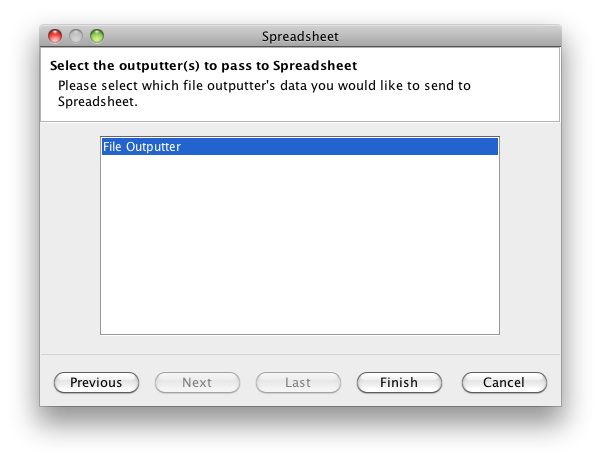 Spreadsheet
Select the outputter(s) to pass to Spreadsheet
Please select which file outputter's data you would like to send to
Spreadsheet.
File Outputter
Previous
Next
Last
Finish
Cancel